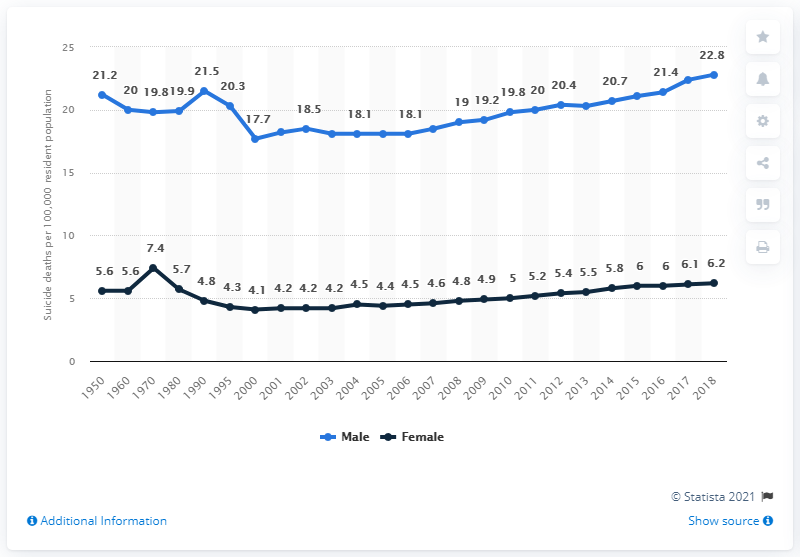 25
20
15
10
5
0
Suicide deaths per 100,000 resident population
21.2 20 19.8 19.9 21.5 20.3 17.7 18.5 18.1 18.1 19 19.2 19.8 20 20.4 20.7 21.4 22.8
5.6 5.6 7.4 5.7 4.8 4.3 4.1 4.2 4.2 4.2 4.5 4.4 4.5 4.6 4.8 4.9 5 5.2 5.4 5.5 5.8 6 6 6.1 6.2
1950 1960 1970 1980 1990 1995 2000 2001 2002 2003 2004 2005 2006 2007 2008 2009 2010 2011 2012 2013 2014 2015 2016 2017 2018
Male Female
© Statista 2021
Additional Information Show source